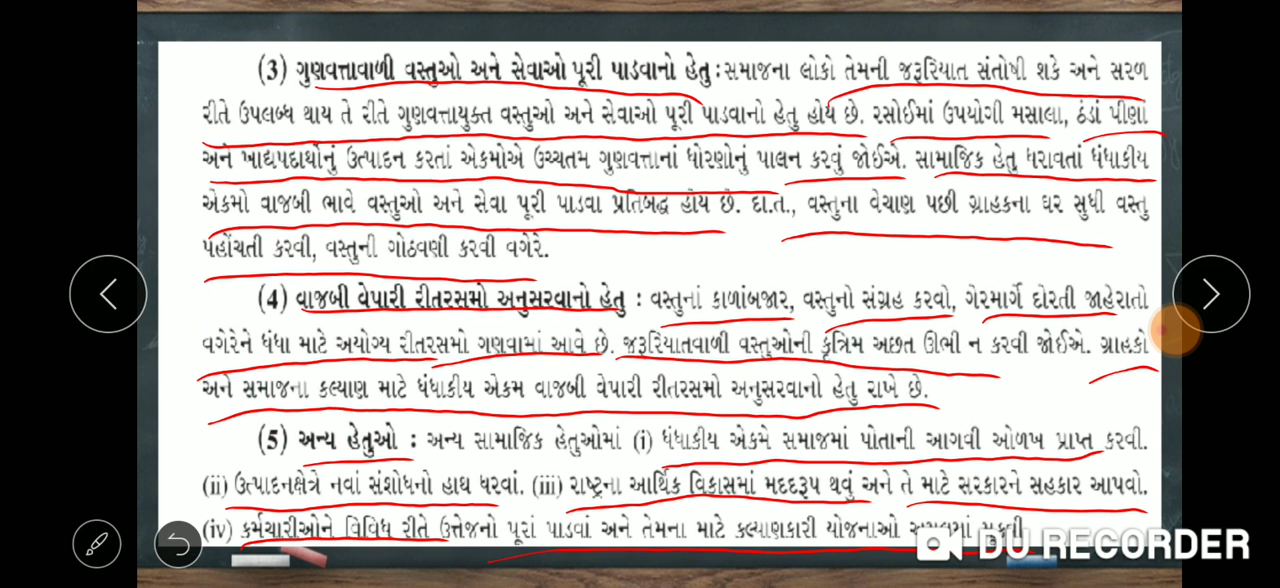 (3) ગુણવત્તાવાળી વસ્તુઓ અને સેવાઓ પૂરી પાડવાનો હેતુ : સમાજના લોકો તેમની જરૂરિયાત સંતોષી શકે અને સરળ
રીતે ઉપલબ્ધ થાય તે રીતે ગુણવત્તાયુક્ત વસ્તુઓ અને સેવાઓ પૂરી પાડવાનો હેતુ હોય છે. રસોઈમાં ઉપયોગી મસાલા, ઠંડાં પીણા
અને ખાદ્યપદાર્થોનું ઉત્પાદન કરતાં એકમોએ ઉચ્ચતમ ગુણવત્તાનાં ધોરણોનું પાલન કરવું જોઈએ. સામાજિક હેતુ ધરાવતાં ધંધાકીય
એકમો વાજબી ભાવે વસ્તુઓ અને સેવા પૂરી પાડવા પ્રતિબદ્ધ હોય છે. દા.ત., વસ્તુના વેચાણ પછી ગ્રાહકના ઘર સુધી વસ્તુ
પહોંચતી કરવી, વસ્તુની ગોઠવણી કરવી વગેરે.
(4) વાજબી વેપારી રીતરસમો અનુસરવાનો હેતુ : વસ્તુનાં કાળાંબજાર, વસ્તુનો સંગ્રહ કરવો, ગેરમાર્ગે દોરતી જાહેરાતો
વગેરેને ધંધા માટે અયોગ્ય રીતરસમો ગણવામાં આવે છે. જરૂરિયાતવાળી વસ્તુઓની કૃત્રિમ અછત ઊભી ન કરવી જોઈએ. ગ્રાહકો
અને સમાજના કલ્યાણ માટે ધંધાકીય એકમ વાજબી વેપારી રીતરસમો અનુસરવાનો હેતુ રાખે છે.
(5) અન્ય હેતુઓ : અન્ય સામાજિક હેતુઓમાં (i) ધંધાકીય એકમે સમાજમાં પોતાની આગવી ઓળખ પ્રાપ્ત કરવી.
(ii) ઉત્પાદનક્ષેત્રે નવાં સંશોધનો હાથ ધરવાં. (iii) રાષ્ટ્રના આર્થિક વિકાસમાં મદદરૂપ થવું અને તે માટે સરકારને સહકાર આપવો.
(iv) કર્મચારીઓને વિવિધ રીતે ઉત્તેજનો પૂરાં પાડવાં અને તેમના માટે કલ્યાણકારી યોજનાઓ
DU RECORDER